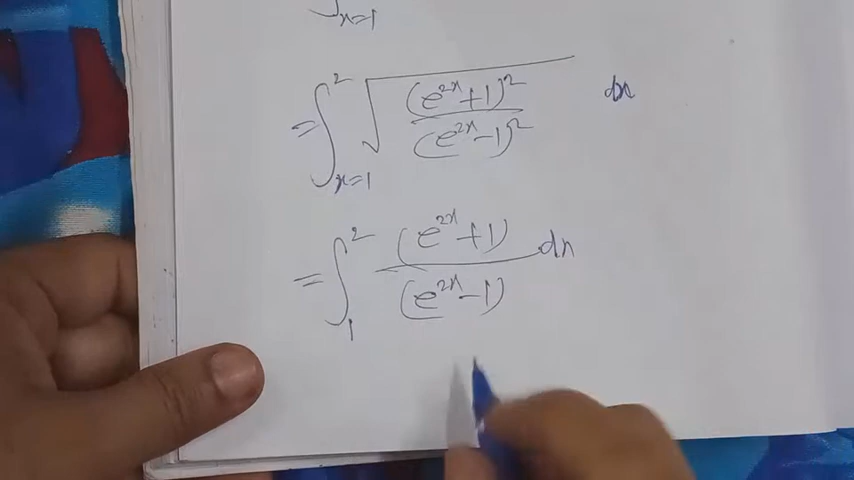 ∫x=1
= ∫x=1^2 √((e^2x+1)^2/(e^2x-1)^2) dx
= ∫1^2 (e^2x+1)/(e^2x-1) dx